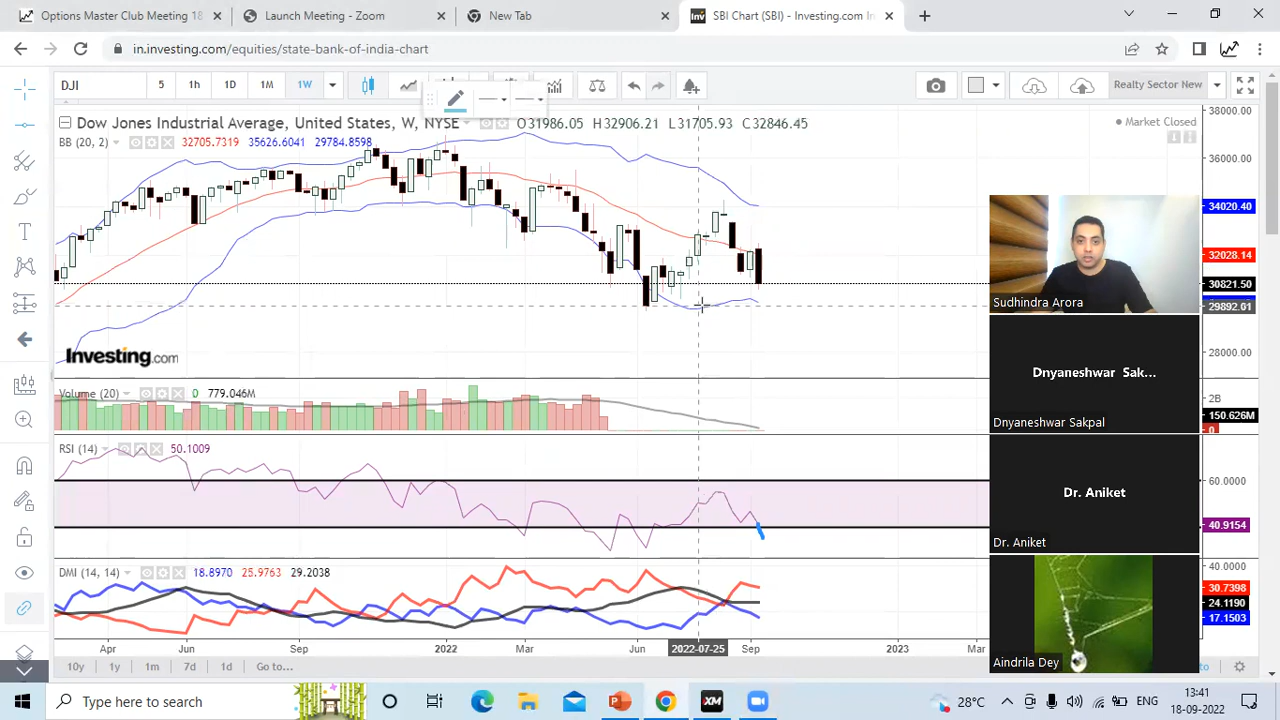 Options Master Club Meeting 18
Launch Meeting - Zoom
New Tab
SBI Chart (SBI) - Investing.com In
in.investing.com/equities/state-bank-of-india-chart
DJI
5
1h
1D
1M
1W
Realty Sector New
Dow Jones Industrial Average, United States, W, NYSE
O31986.05 H32906.21 L31705.93 C32846.45
Market Closed
BB (20, 2)
32705.7319 35626.6041 29784.8598
38000.00
36000.00
34020.40
32028.14
30821.50
29892.01
28000.00
Investing.com
Volume (20)
0 779.046M
2B
150.626M
0
RSI (14)
50.1009
60.0000
40.9154
DMI (14, 14)
18.8970 25.9763 29.2038
40.0000
30.7398
24.1190
17.1503
Apr Jun Sep 2022 Mar Jun 2022-07-25 Sep 2023 Mar
10y 1y 1m 7d 1d Go to...
Sudhindra Arora
Dnyaneshwar Sak...
Dnyaneshwar Sakpal
Dr. Aniket
Dr. Aniket
Aindrila Dey
Type here to search
XM
28°C
ENG
13:41
18-09-2022